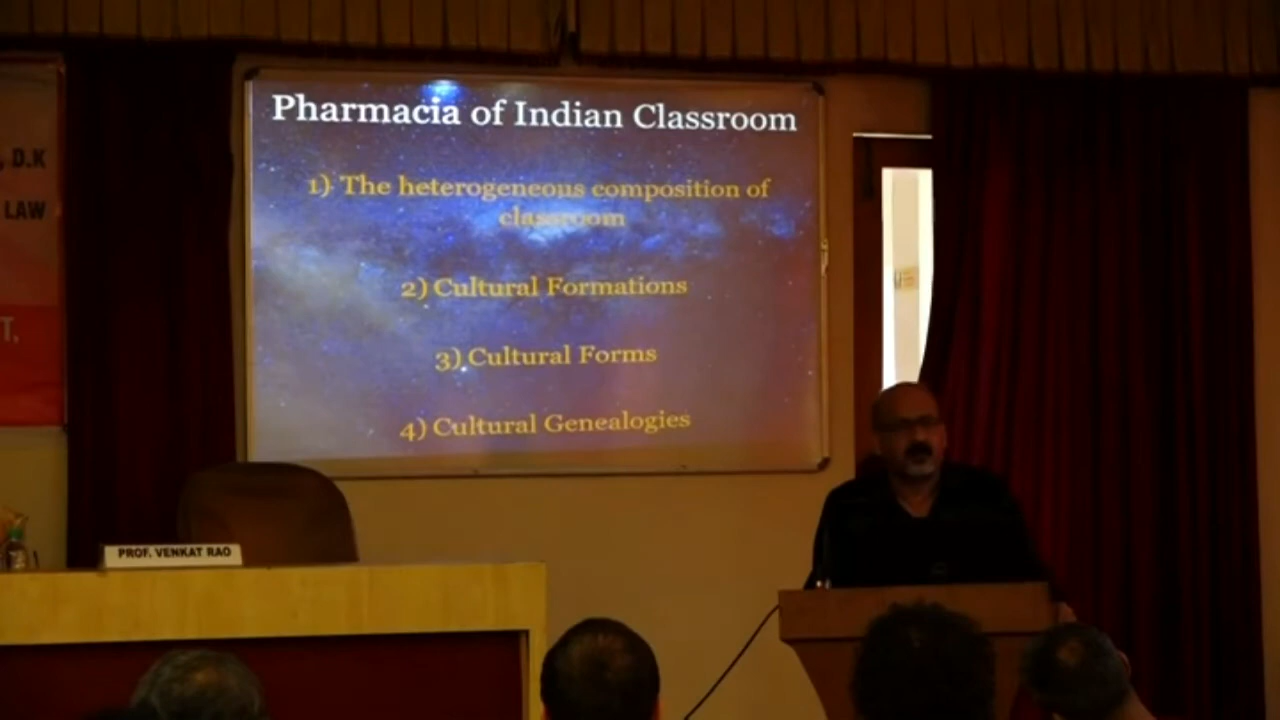 Pharmacia of Indian Classroom
1) The heterogeneous composition of
classroom
2) Cultural Formations
3) Cultural Forms
4) Cultural Genealogies
, D.K
LAW
T,
PROF. VENKAT RAO